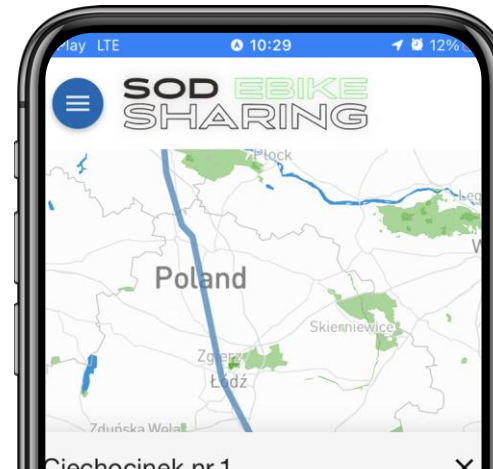 Play LTE 10:29 12%
SOD EBIKE
SHARING
Płock
Poland
Skierniewice
Zgierz
Łódź
Zduńska Wola
Ciechocinek nr 1